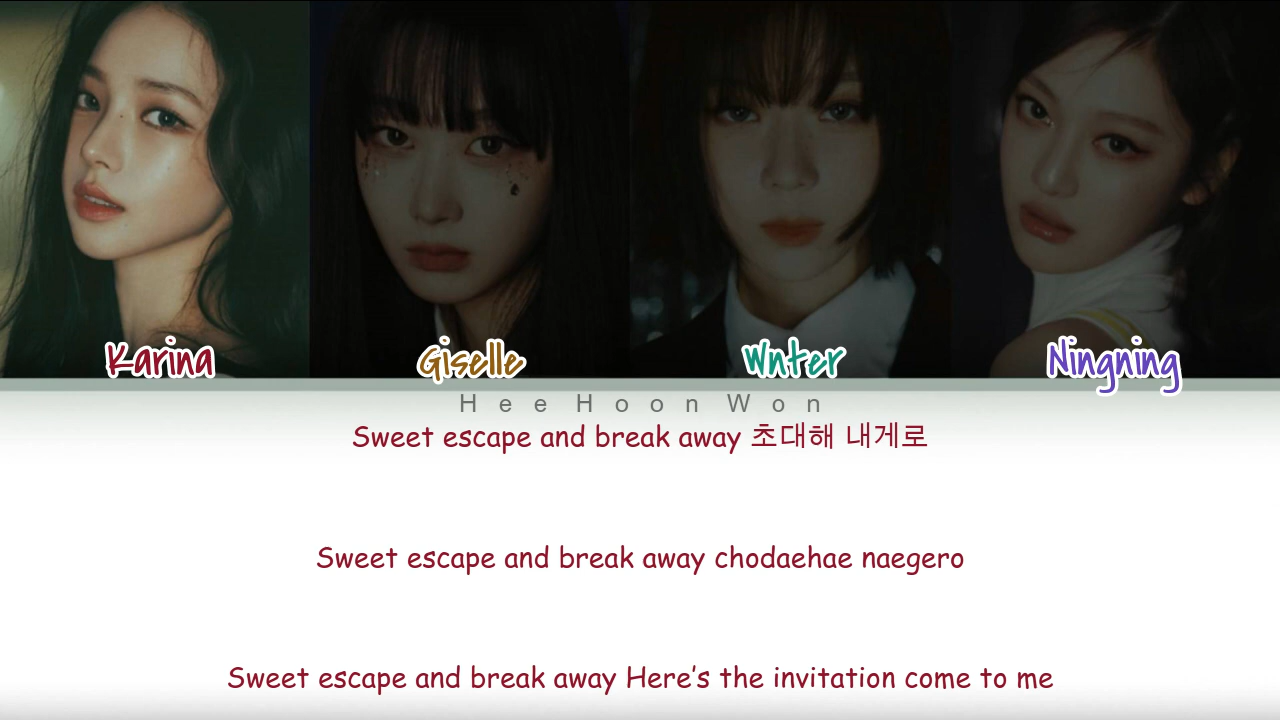 Karina
Giselle
Wnter
Ningning
H e e H o o n W o n
Sweet escape and break away 초대해 내게로
Sweet escape and break away chodaehae naegero
Sweet escape and break away Here's the invitation come to me